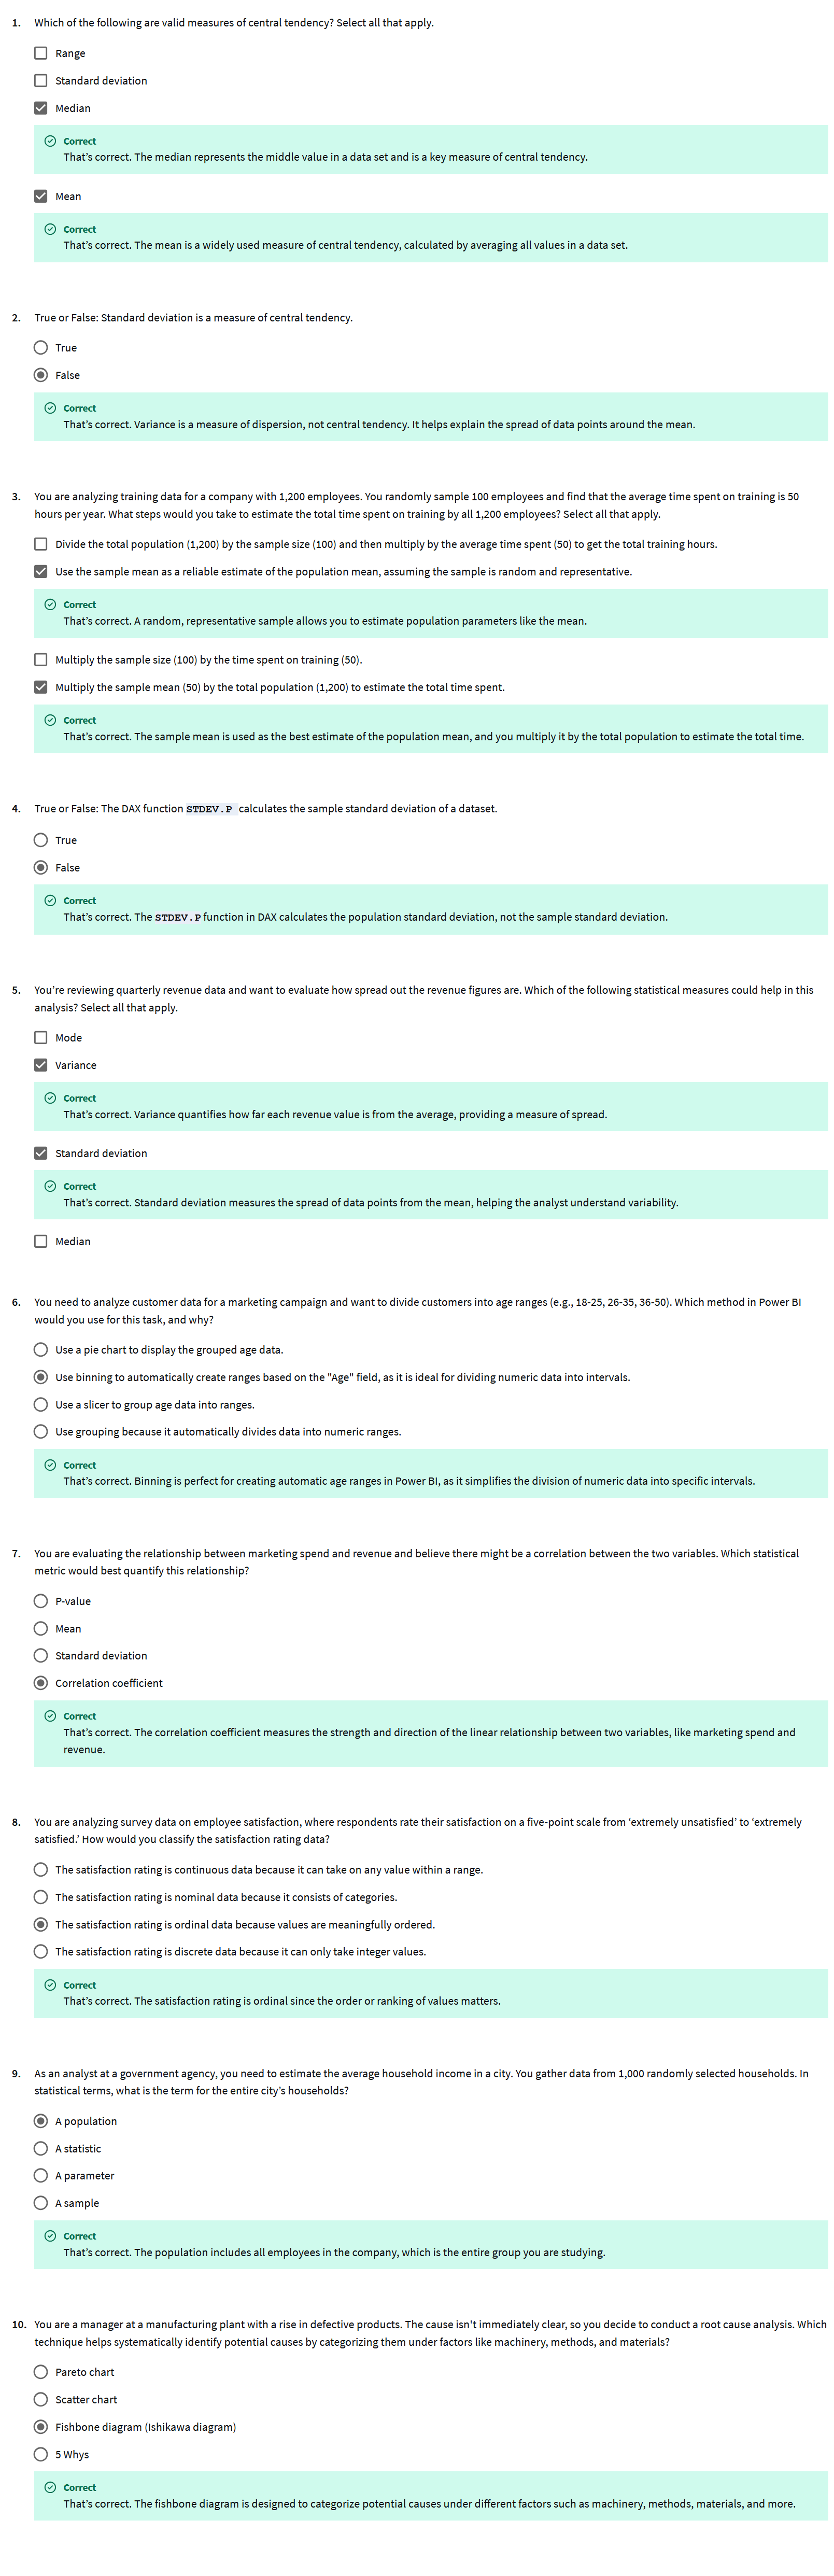 1. Which of the following are valid measures of central tendency? Select all that apply.
Range
Standard deviation
Median
Correct
That's correct. The median represents the middle value in a data set and is a key measure of central tendency.
Mean
Correct
That's correct. The mean is a widely used measure of central tendency, calculated by averaging all values in a data set.
2. True or False: Standard deviation is a measure of central tendency.
True
False
Correct
That's correct. Variance is a measure of dispersion, not central tendency. It helps explain the spread of data points around the mean.
3. You are analyzing training data for a company with 1,200 employees. You randomly sample 100 employees and find that the average time spent on training is 50
hours per year. What steps would you take to estimate the total time spent on training by all 1,200 employees? Select all that apply.
Divide the total population (1,200) by the sample size (100) and then multiply by the average time spent (50) to get the total training hours.
Use the sample mean as a reliable estimate of the population mean, assuming the sample is random and representative.
Correct
That's correct. A random, representative sample allows you to estimate population parameters like the mean.
Multiply the sample size (100) by the time spent on training (50).
Multiply the sample mean (50) by the total population (1,200) to estimate the total time spent.
Correct
That's correct. The sample mean is used as the best estimate of the population mean, and you multiply it by the total population to estimate the total time.
4. True or False: The DAX function STDEV.P calculates the sample standard deviation of a dataset.
True
False
Correct
That's correct. The STDEV.P function in DAX calculates the population standard deviation, not the sample standard deviation.
5. You're reviewing quarterly revenue data and want to evaluate how spread out the revenue figures are. Which of the following statistical measures could help in this
analysis? Select all that apply.
Mode
Variance
Correct
That's correct. Variance quantifies how far each revenue value is from the average, providing a measure of spread.
Standard deviation
Correct
That's correct. Standard deviation measures the spread of data points from the mean, helping the analyst understand variability.
Median
6. You need to analyze customer data for a marketing campaign and want to divide customers into age ranges (e.g., 18-25, 26-35, 36-50). Which method in Power BI
would you use for this task, and why?
Use a pie chart to display the grouped age data.
Use binning to automatically create ranges based on the "Age" field, as it is ideal for dividing numeric data into intervals.
Use a slicer to group age data into ranges.
Use grouping because it automatically divides data into numeric ranges.
Correct
That's correct. Binning is perfect for creating automatic age ranges in Power BI, as it simplifies the division of numeric data into specific intervals.
7. You are evaluating the relationship between marketing spend and revenue and believe there might be a correlation between the two variables. Which statistical
metric would best quantify this relationship?
P-value
Mean
Standard deviation
Correlation coefficient
Correct
That's correct. The correlation coefficient measures the strength and direction of the linear relationship between two variables, like marketing spend and
revenue.
8. You are analyzing survey data on employee satisfaction, where respondents rate their satisfaction on a five-point scale from 'extremely unsatisfied' to 'extremely
satisfied.' How would you classify the satisfaction rating data?
The satisfaction rating is continuous data because it can take on any value within a range.
The satisfaction rating is nominal data because it consists of categories.
The satisfaction rating is ordinal data because values are meaningfully ordered.
The satisfaction rating is discrete data because it can only take integer values.
Correct
That's correct. The satisfaction rating is ordinal since the order or ranking of values matters.
9. As an analyst at a government agency, you need to estimate the average household income in a city. You gather data from 1,000 randomly selected households. In
statistical terms, what is the term for the entire city's households?
A population
A statistic
A parameter
A sample
Correct
That's correct. The population includes all employees in the company, which is the entire group you are studying.
10. You are a manager at a manufacturing plant with a rise in defective products. The cause isn't immediately clear, so you decide to conduct a root cause analysis. Which
technique helps systematically identify potential causes by categorizing them under factors like machinery, methods, and materials?
Pareto chart
Scatter chart
Fishbone diagram (Ishikawa diagram)
5 Whys
Correct
That's correct. The fishbone diagram is designed to categorize potential causes under different factors such as machinery, methods, materials, and more.